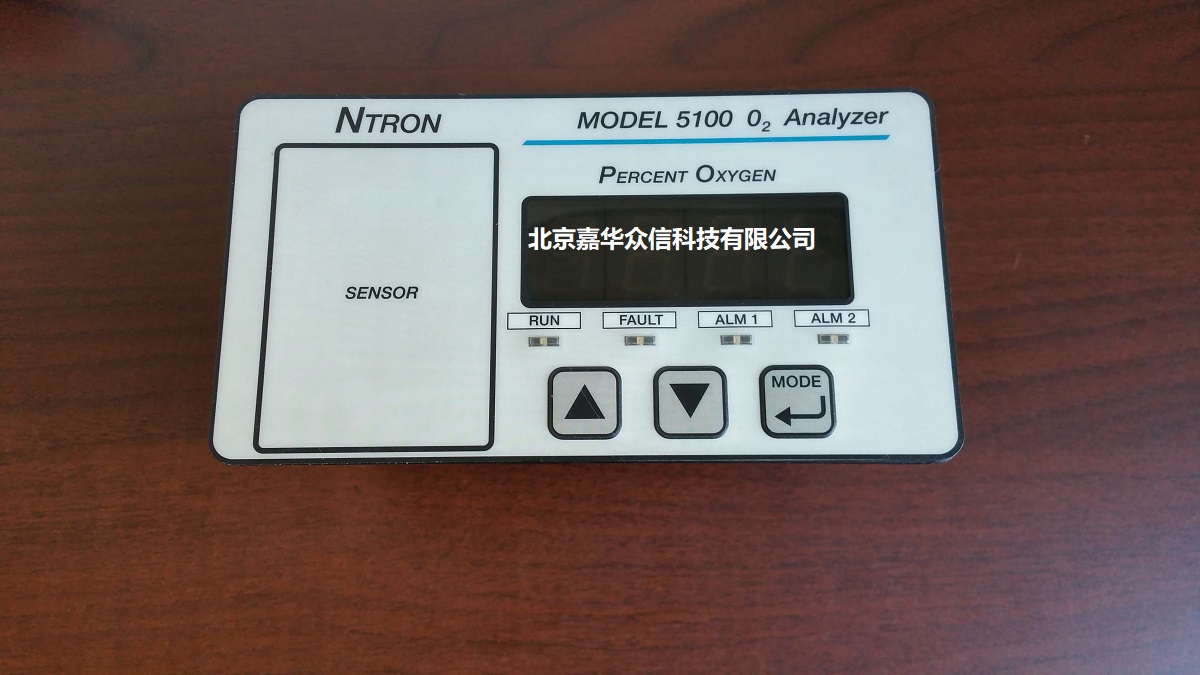 NTRON
MODEL 5100 O₂ Analyzer
PERCENT OXYGEN
北京嘉华众信科技有限公司
SENSOR
RUN FAULT ALM 1 ALM 2
MODE